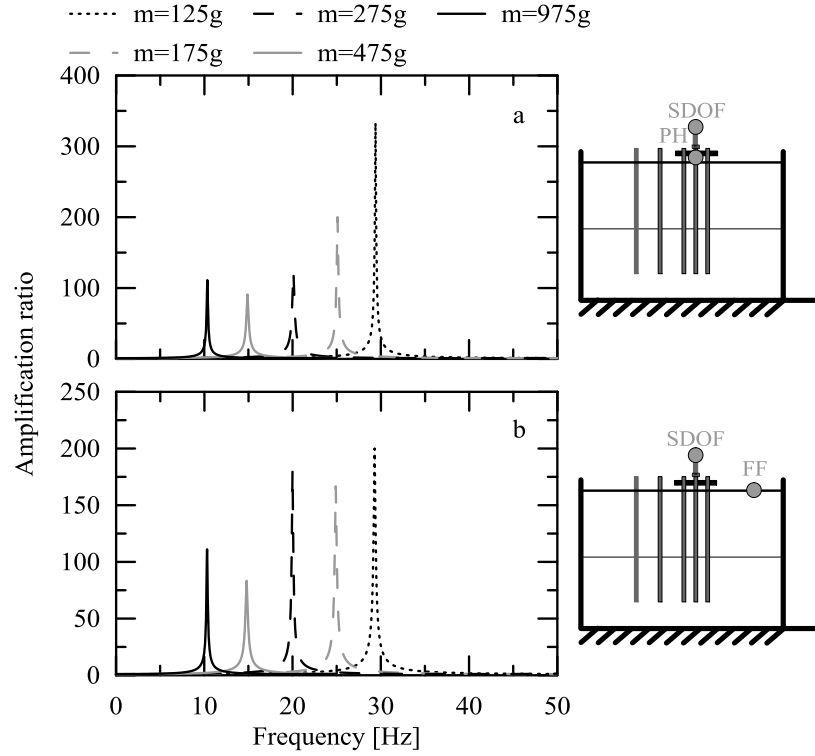 m=125g m=275g m=975g
m=175g m=475g
400
300
200
100
0
a
SDOF
PH
Amplification ratio
250
200
150
100
50
0
b
SDOF
FF
0 10 20 30 40 50
Frequency [Hz]